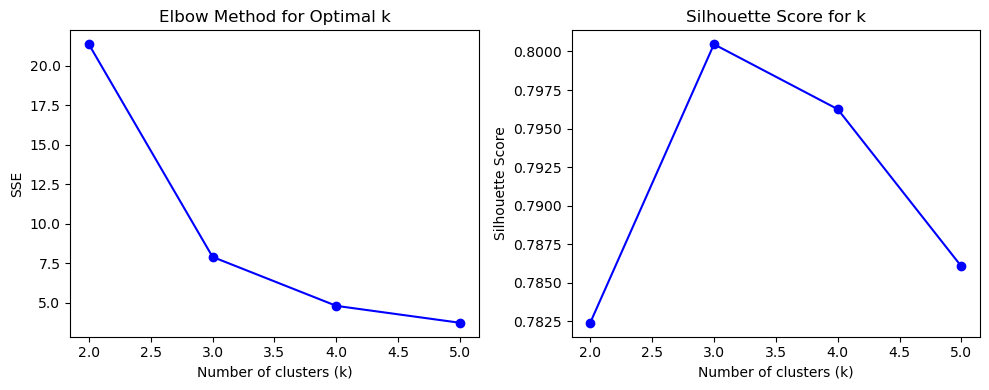 Elbow Method for Optimal k
SSE
20.0
17.5
15.0
12.5
10.0
7.5
5.0
2.0 2.5 3.0 3.5 4.0 4.5 5.0
Number of clusters (k)
Silhouette Score for k
Silhouette Score
0.8000
0.7975
0.7950
0.7925
0.7900
0.7875
0.7850
0.7825
2.0 2.5 3.0 3.5 4.0 4.5 5.0
Number of clusters (k)